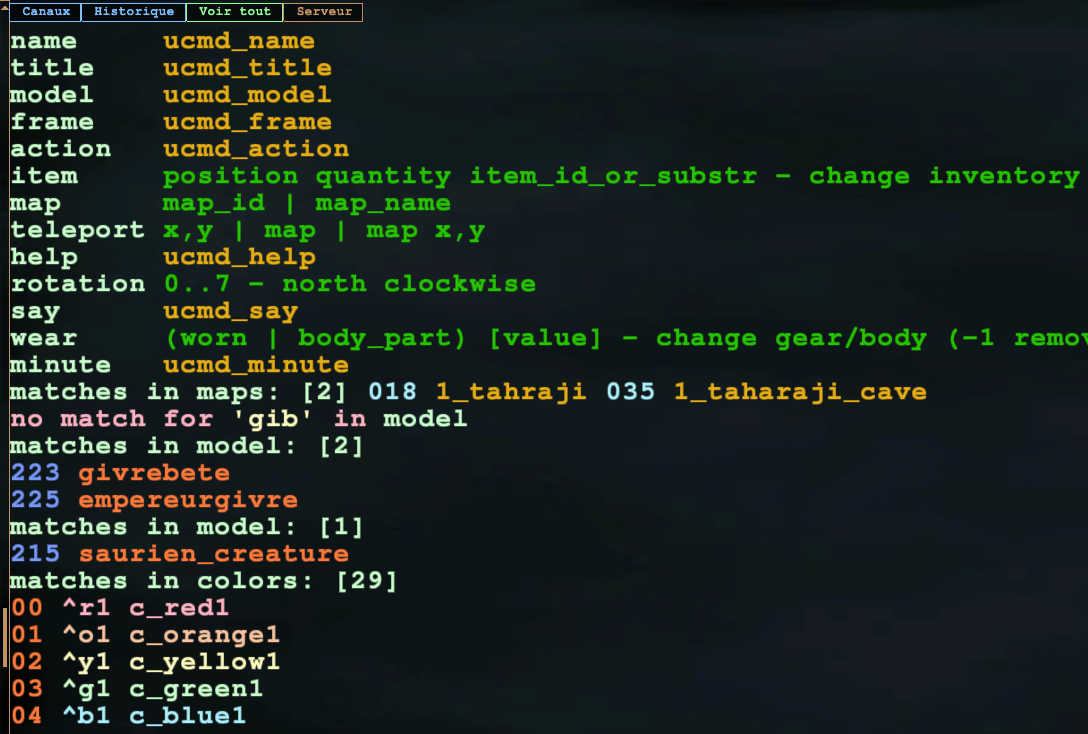 Canaux Historique Voir tout Serveur
name ucmd_name
title ucmd_title
model ucmd_model
frame ucmd_frame
action ucmd_action
item position quantity item_id_or_substr - change inventory
map map_id | map_name
teleport x,y | map | map x,y
help ucmd_help
rotation 0..7 - north clockwise
say ucmd_say
wear (worn | body_part) [value] - change gear/body (-1 remov
minute ucmd_minute
matches in maps: [2] 018 1_tahraji 035 1_taharaji_cave
no match for 'gib' in model
matches in model: [2]
223 givrebete
225 empereurgivre
matches in model: [1]
215 saurien_creature
matches in colors: [29]
00 ^r1 c_red1
01 ^o1 c_orange1
02 ^y1 c_yellow1
03 ^g1 c_green1
04 ^b1 c_blue1